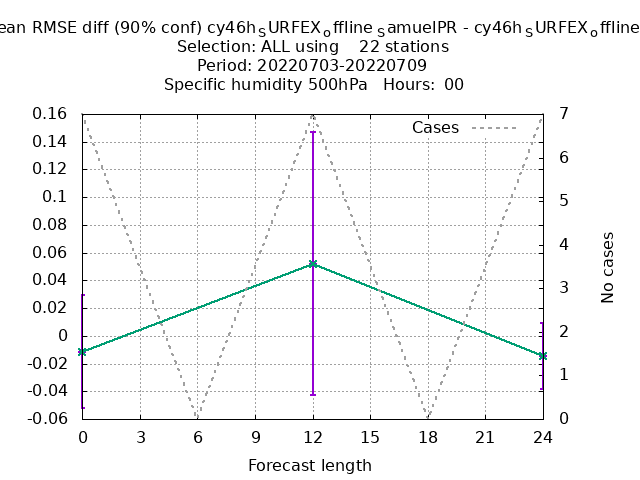 ean RMSE diff (90% conf) cy46h_SURFEX_offline_SamuelPR - cy46h_SURFEX_offline
Selection: ALL using 22 stations
Period: 20220703-20220709
Specific humidity 500hPa Hours: 00
Cases
0.16
0.14
0.12
0.1
0.08
0.06
0.04
0.02
0
-0.02
-0.04
-0.06
7
6
5
4
3
2
1
0
No cases
0 3 6 9 12 15 18 21 24
Forecast length